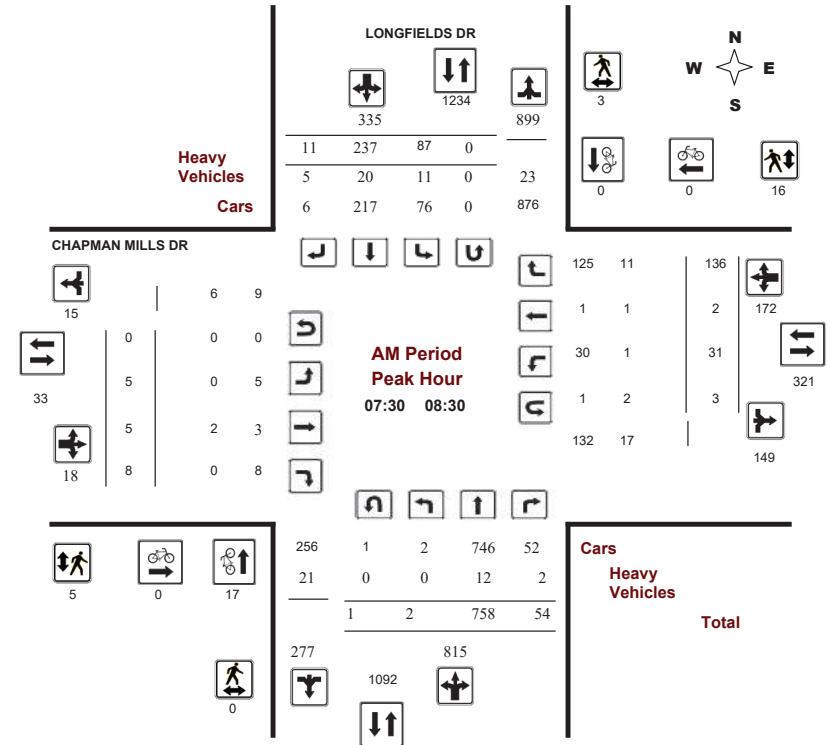 LONGFIELDS DR
N
W E
S
1234
3
335 899
11 237 87 0
Heavy
Vehicles
5 20 11 0 23
Cars
6 217 76 0 876
0 0 16
CHAPMAN MILLS DR
15
6 9
0 0 0
33
5 0 5
5 2 3
18
8 0 8
AM Period
Peak Hour
07:30 08:30
125 11 136
1 1 2 172
30 1 31
321
1 2 3
132 17
149
5 0 17
0
256 1 2 746 52
Cars
21 0 0 12 2
Heavy
Vehicles
1 2 758 54
Total
277 815
1092